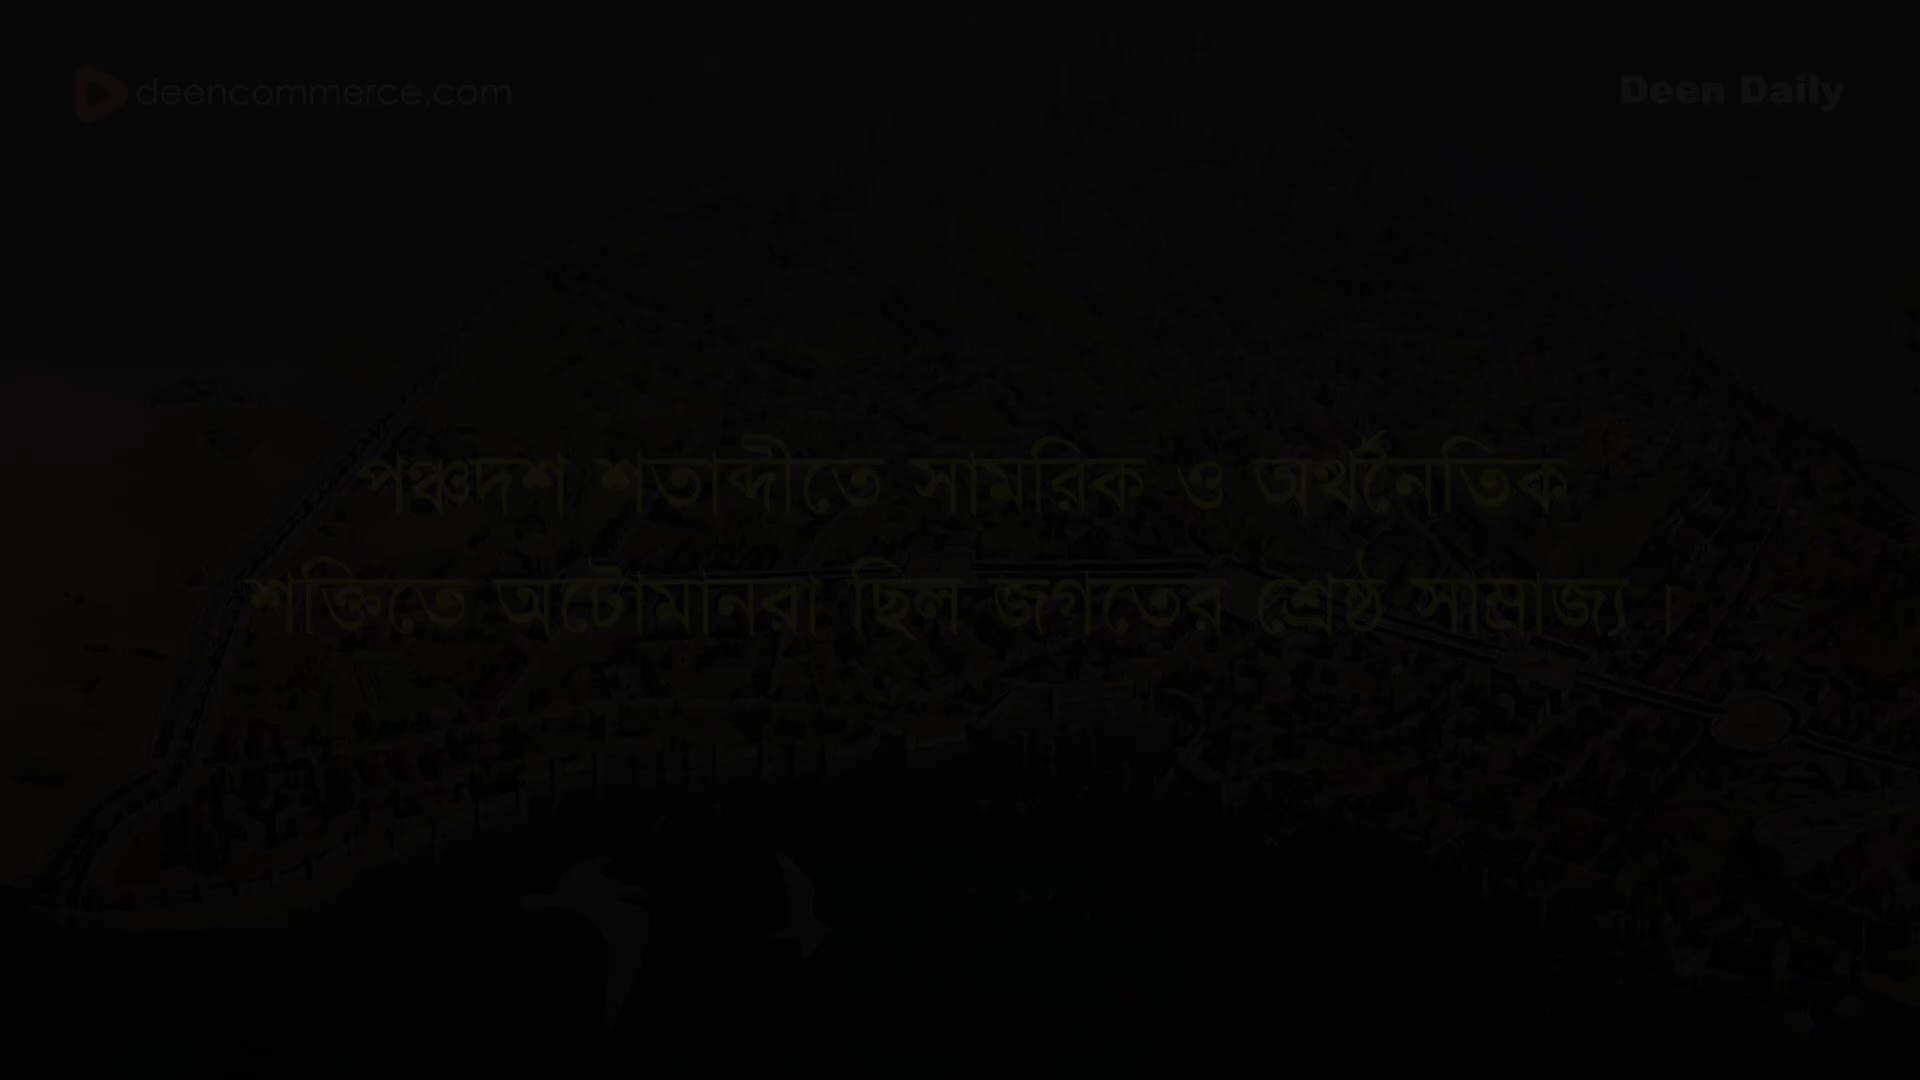 deencommerce.com
Deen Daily
পঞ্চদশ শতাব্দীতে সামরিক ও অর্থনৈতিক
শক্তিতে অটোমানরা ছিল জগতের শ্রেষ্ঠ সাম্রাজ্য।